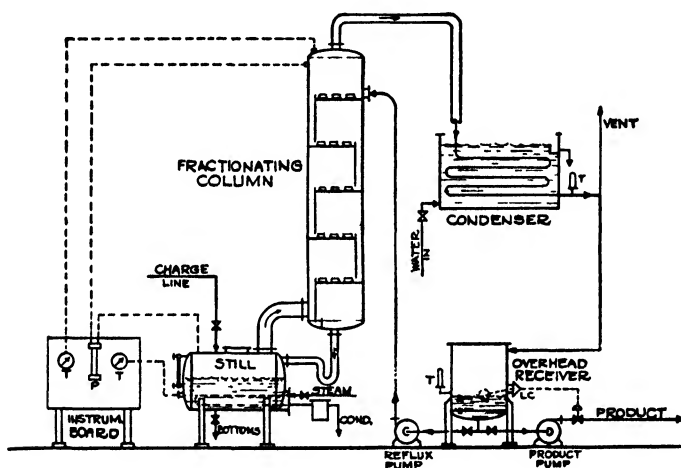 FRACTIONATING
COLUMN
VENT
T
CONDENSER
WATER
IN
CHARGE
LINE
STILL
STEAM
COND.
BOTTOMS
T
P
T
INSTRUM.
BOARD
T
OVERHEAD
RECEIVER
LC
PRODUCT
REFLUX
PUMP
PRODUCT
PUMP